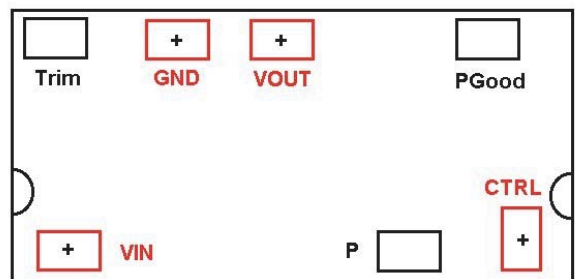 + +
Trim GND VOUT PGood
CTRL
+ VIN P +